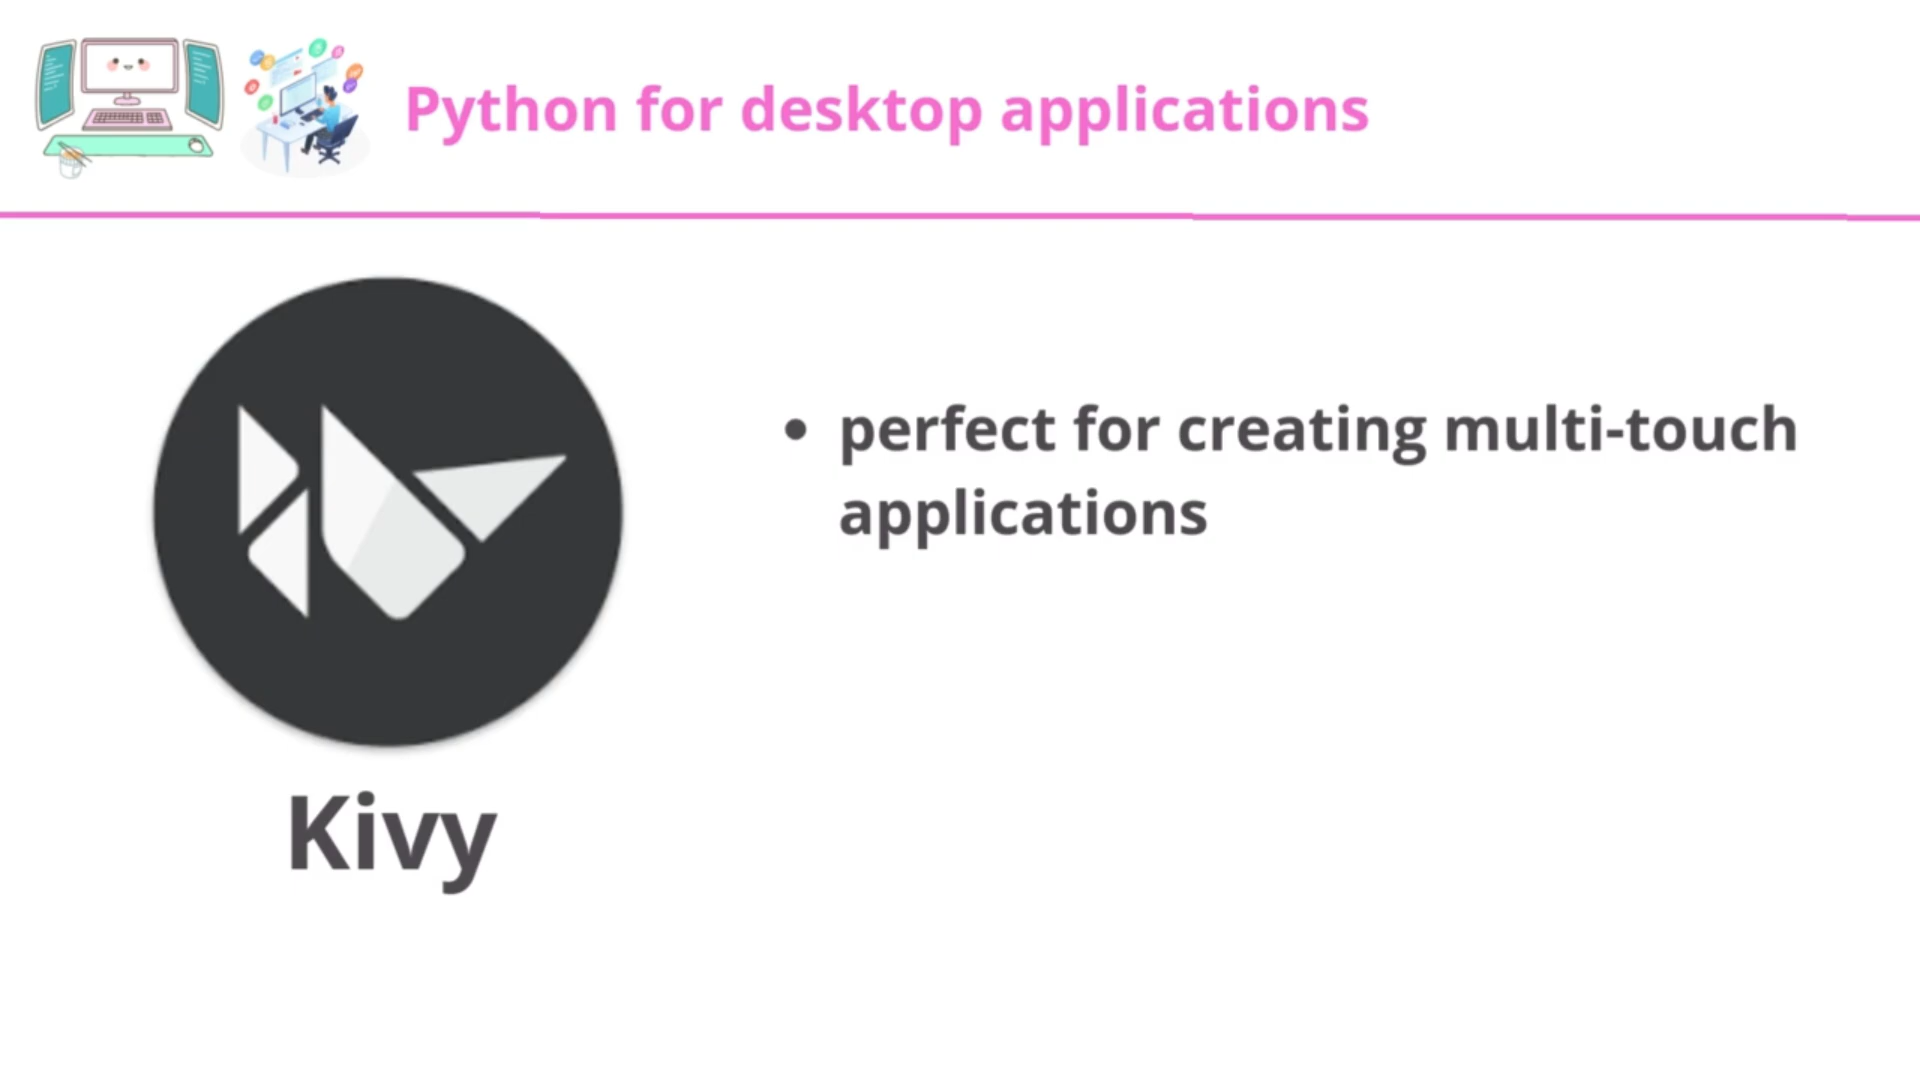 Python for desktop applications
• perfect for creating multi-touch
applications
Kivy